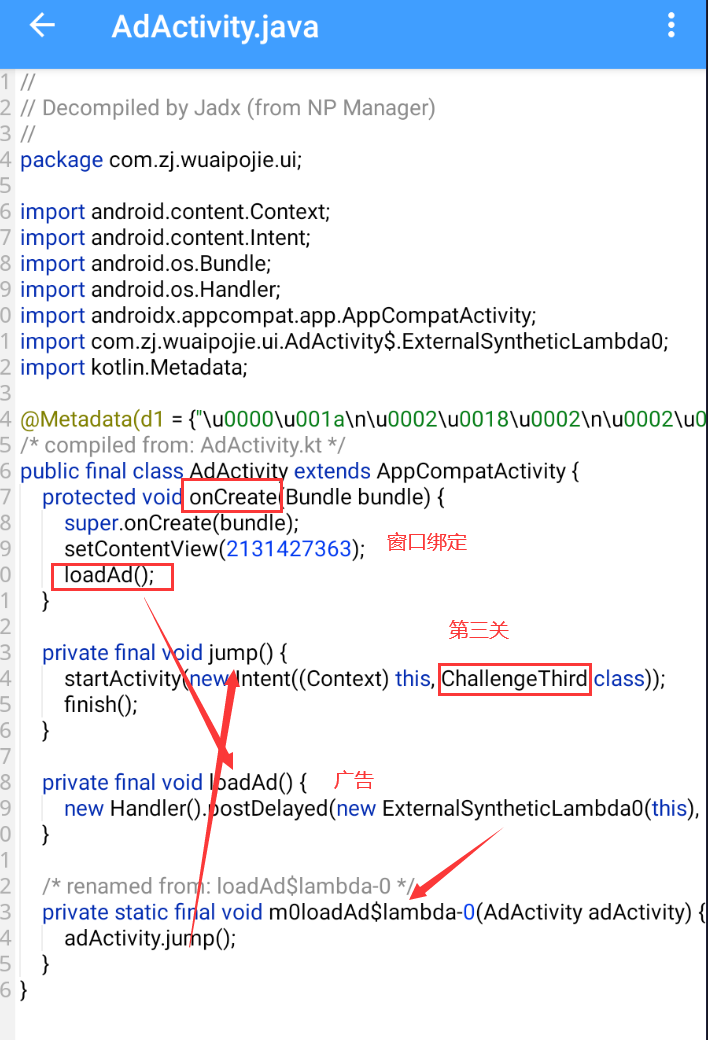 AdActivity.java
1 //
2 // Decompiled by Jadx (from NP Manager)
3 //
4 package com.zj.wuaipojie.ui;
5
6 import android.content.Context;
7 import android.content.Intent;
8 import android.os.Bundle;
9 import android.os.Handler;
0 import androidx.appcompat.app.AppCompatActivity;
1 import com.zj.wuaipojie.ui.AdActivity$.ExternalSyntheticLambda0;
2 import kotlin.Metadata;
3
4 @Metadata(d1 = {"\u0000\u001a\n\u0002\u0018\u0002\n\u0002\u0
5 /* compiled from: AdActivity.kt */
6 public final class AdActivity extends AppCompatActivity {
7 protected void onCreate(Bundle bundle) {
8 super.onCreate(bundle);
9 setContentView(2131427363); 窗口绑定
0 loadAd();
1 }
2 第三关
3 private final void jump() {
4 startActivity(new Intent((Context) this, ChallengeThird class));
5 finish();
6 }
7
8 private final void loadAd() { 广告
9 new Handler().postDelayed(new ExternalSyntheticLambda0(this),
0 }
1
2 /* renamed from: loadAd$lambda-0 */
3 private static final void m0loadAd$lambda-0(AdActivity adActivity) {
4 adActivity.jump();
5 }
6 }